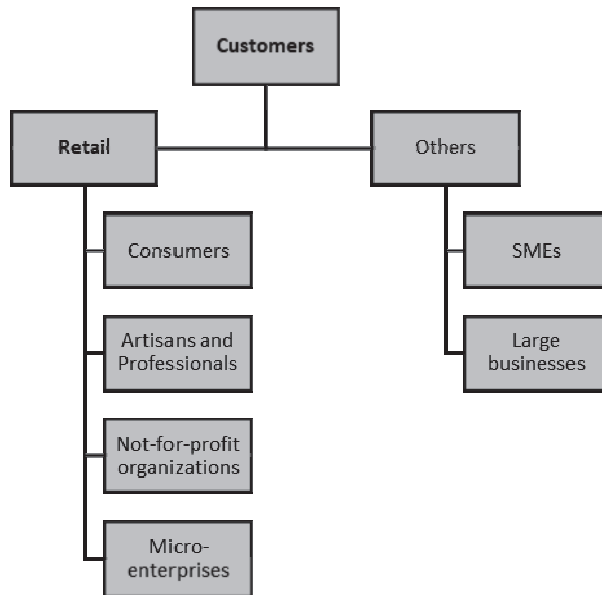 Customers
Retail
Others
Consumers
SMEs
Artisans and
Professionals
Large
businesses
Not-for-profit
organizations
Micro-
enterprises